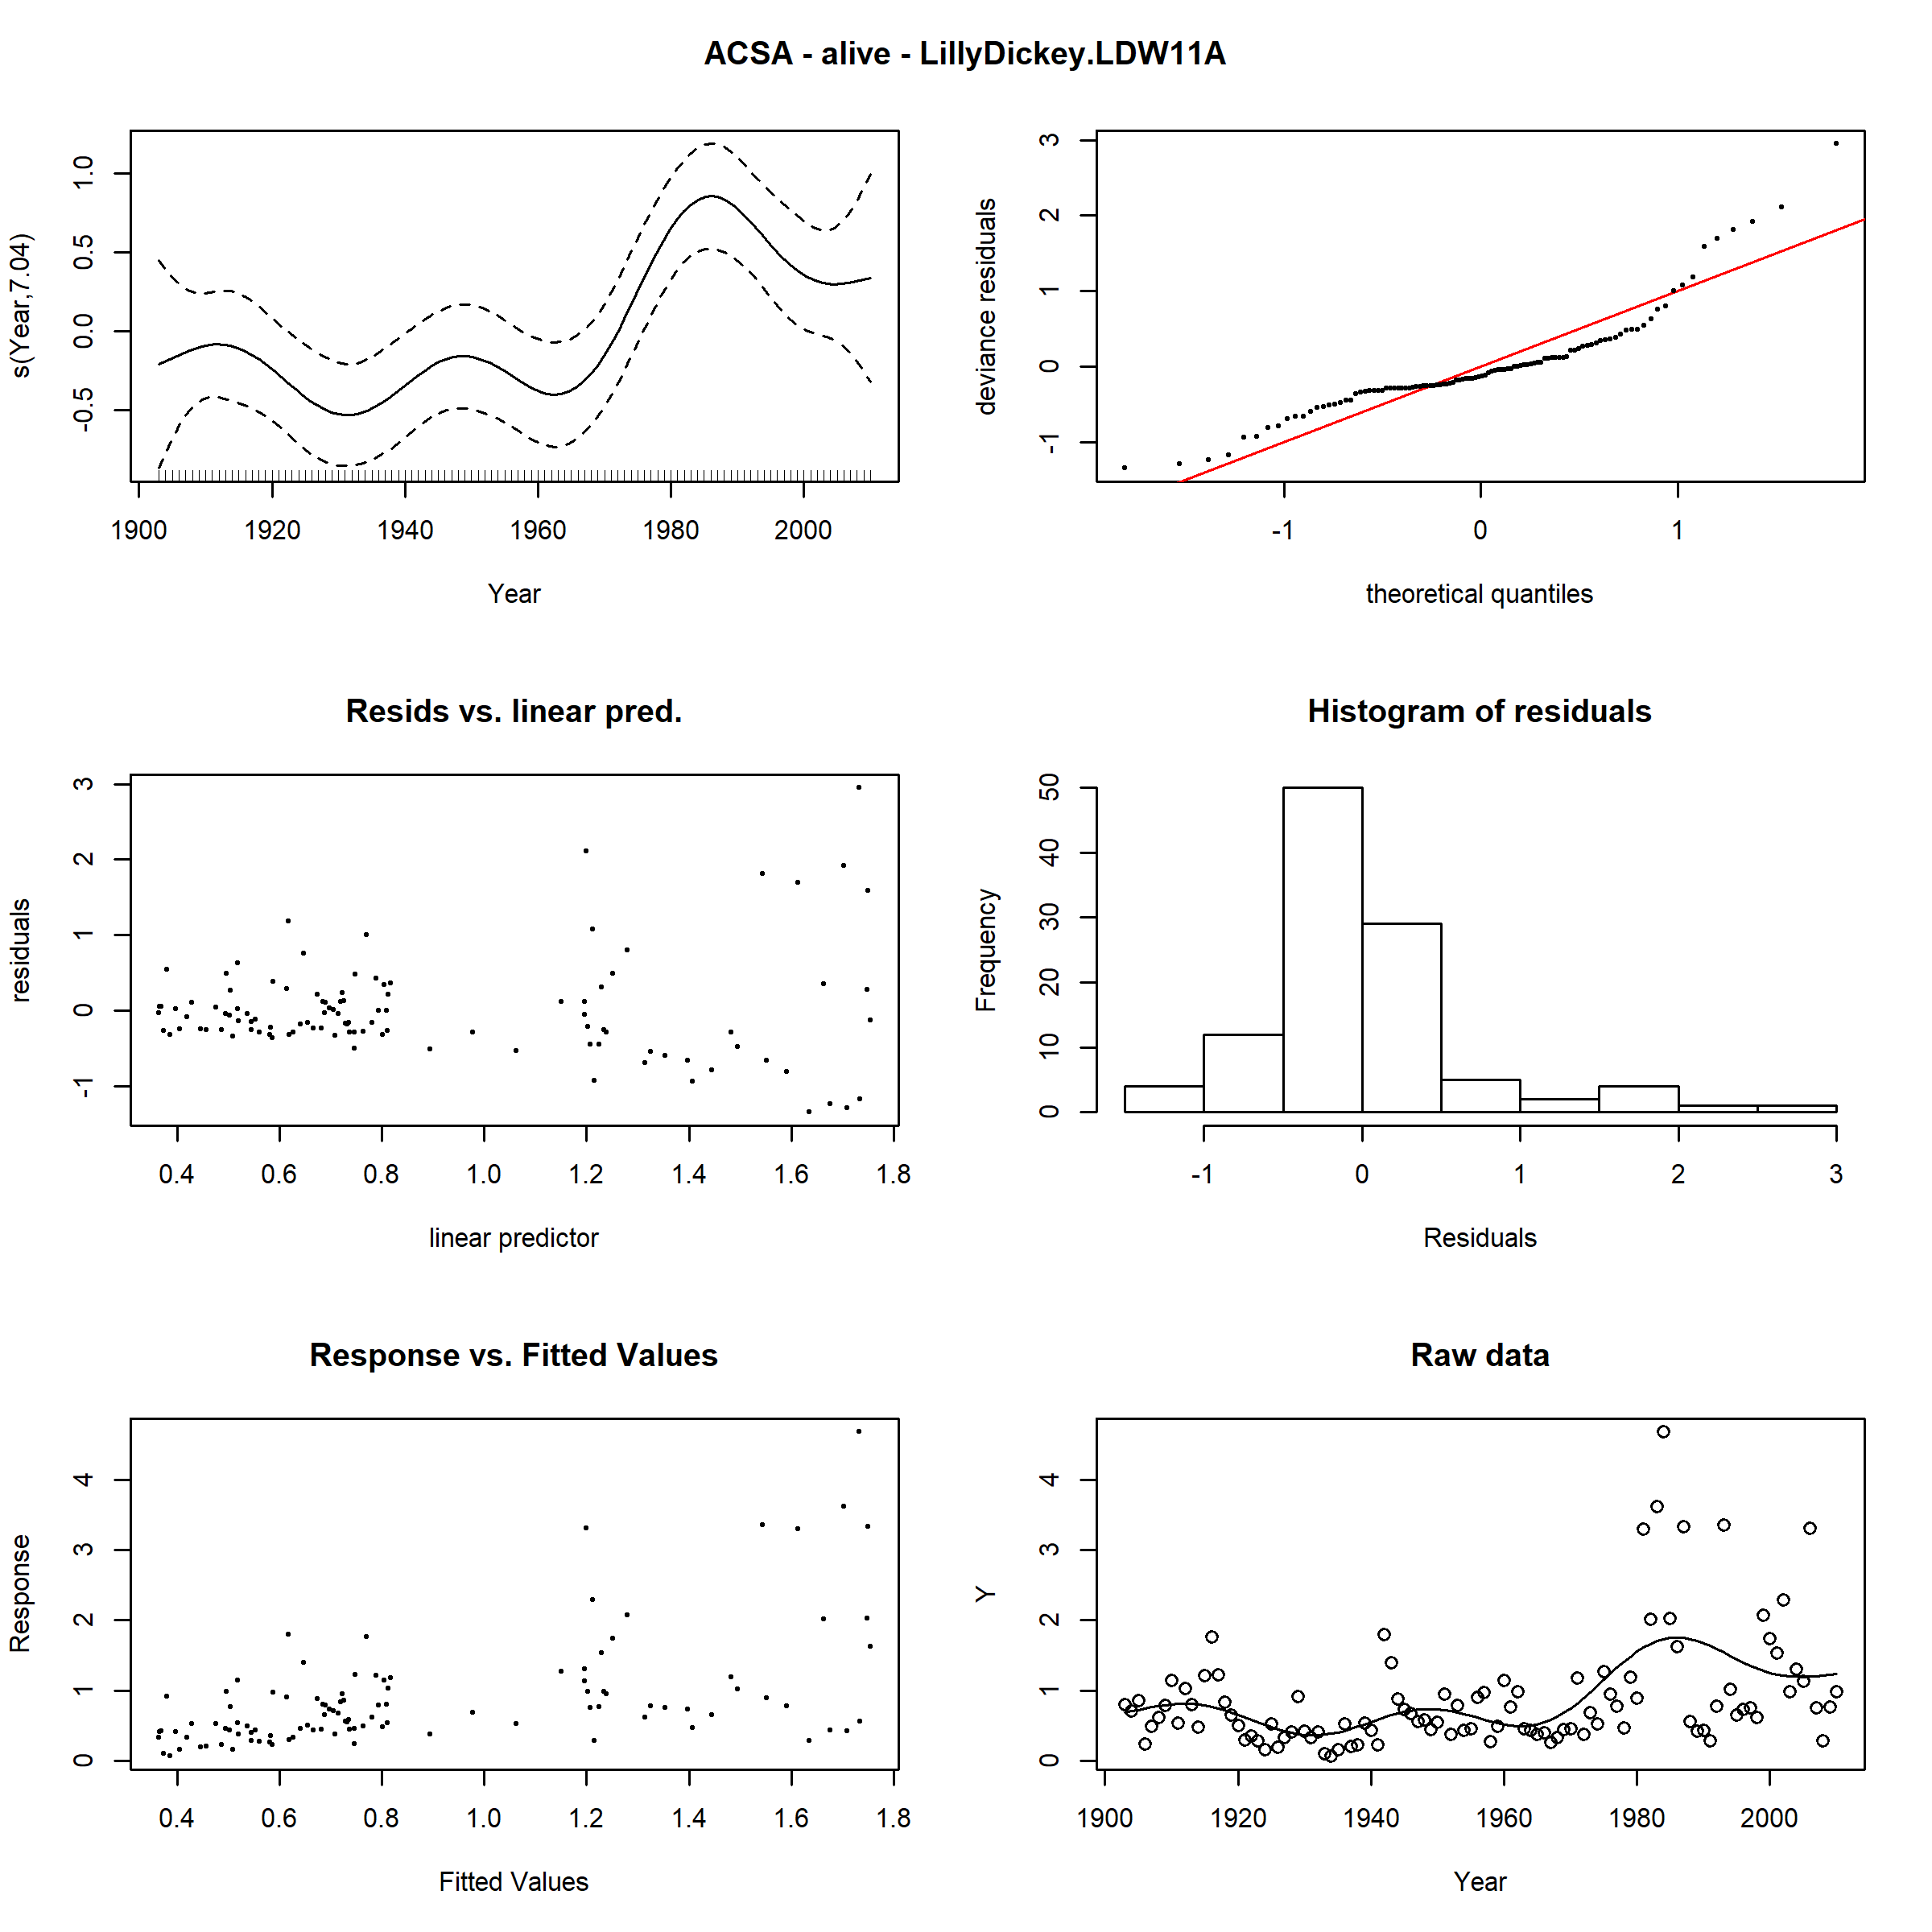 ACSA - alive - LillyDickey.LDW11A
s(Year,7.04)
-0.5 0.0 0.5 1.0
1900 1920 1940 1960 1980 2000
Year
deviance residuals
-1 0 1 2 3
-1 0 1
theoretical quantiles
Resids vs. linear pred.
residuals
-1 0 1 2 3
0.4 0.6 0.8 1.0 1.2 1.4 1.6 1.8
linear predictor
Histogram of residuals
Frequency
0 10 20 30 40 50
-1 0 1 2 3
Residuals
Response vs. Fitted Values
Response
0 1 2 3 4
0.4 0.6 0.8 1.0 1.2 1.4 1.6 1.8
Fitted Values
Raw data
Y
0 1 2 3 4
1900 1920 1940 1960 1980 2000
Year